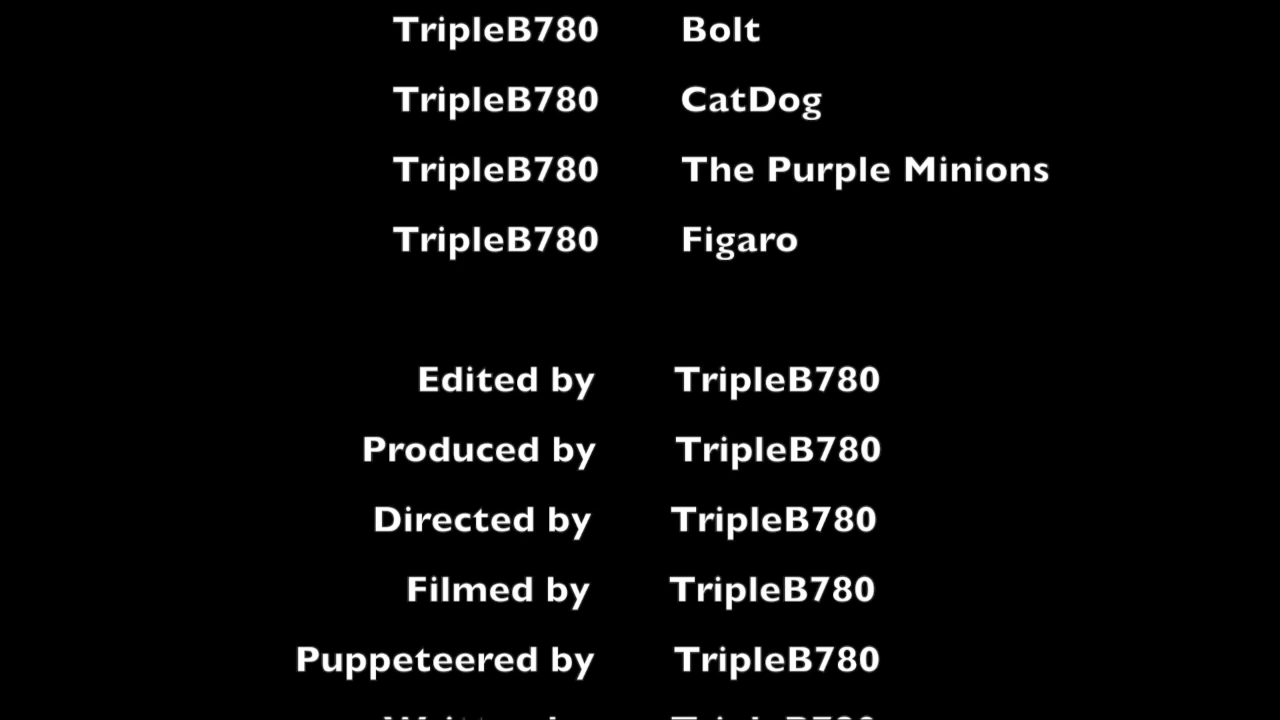 TripleB780 Bolt
TripleB780 CatDog
TripleB780 The Purple Minions
TripleB780 Figaro
Edited by TripleB780
Produced by TripleB780
Directed by TripleB780
Filmed by TripleB780
Puppeteered by TripleB780